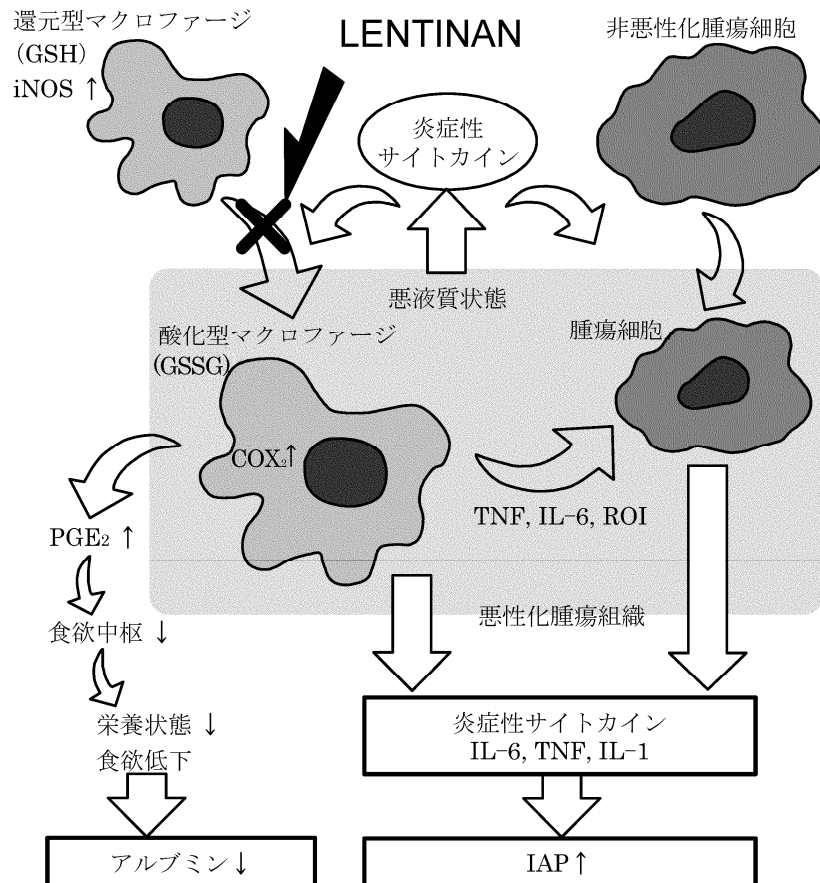 還元型マクロファージ
(GSH)
iNOS ↑
LENTINAN
非悪性化腫瘍細胞
炎症性
サイトカイン
悪液質状態
酸化型マクロファージ
(GSSG)
腫瘍細胞
COX₂↑
TNF, IL-6, ROI
PGE₂ ↑
悪性化腫瘍組織
食欲中枢 ↓
栄養状態 ↓
食欲低下
炎症性サイトカイン
IL-6, TNF, IL-1
アルブミン↓
IAP↑